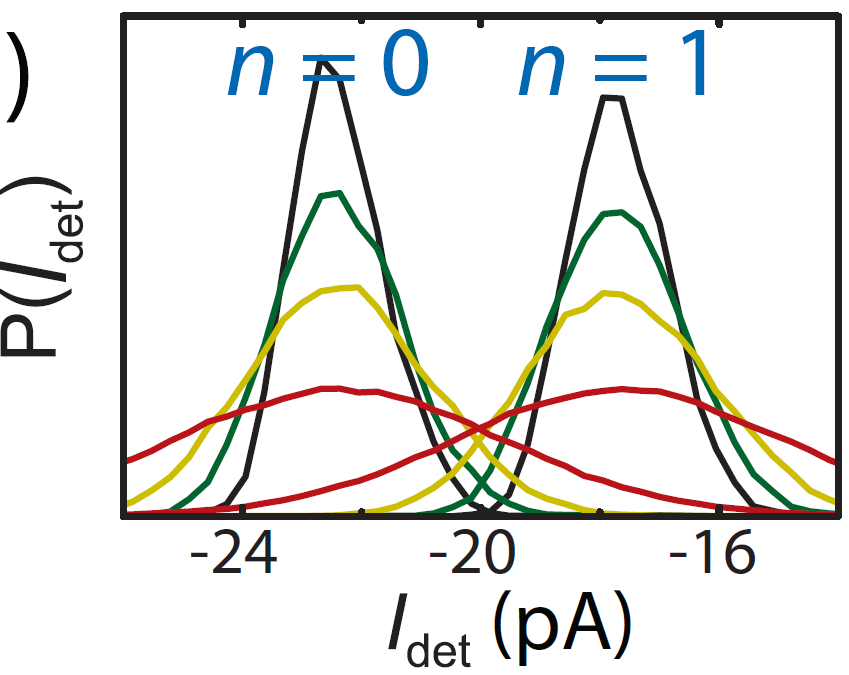 )
n = 0 n = 1
P(Idet)
-24 -20 -16
Idet (pA)